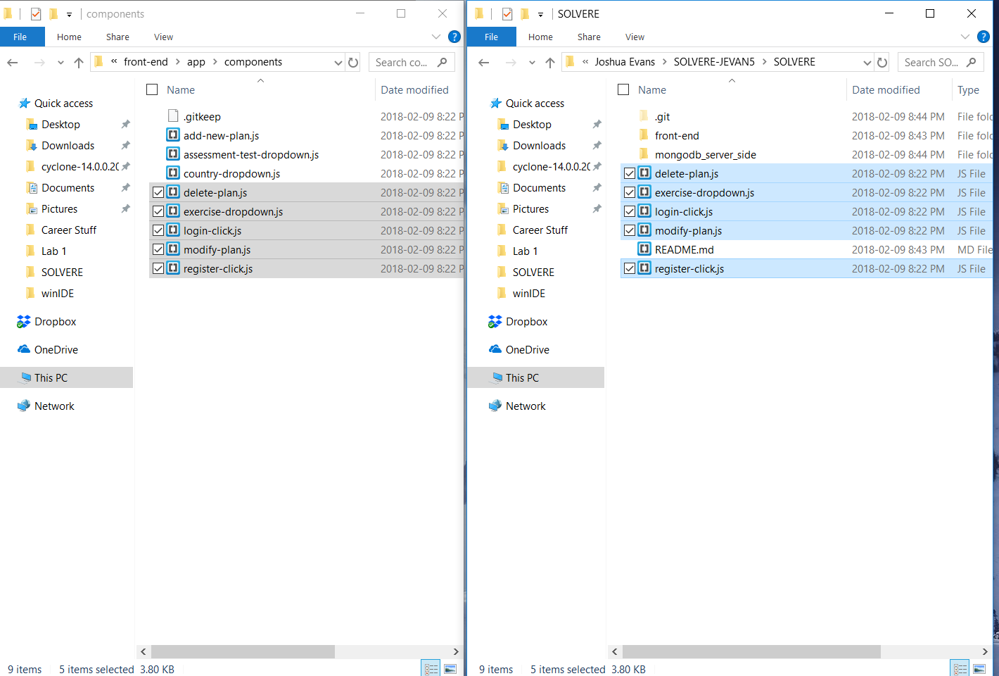 components
File Home Share View
« front-end > app > components
Search co...
Name
Date modified
Quick access
Desktop
Downloads
cyclone-14.0.0.20
Documents
Pictures
Career Stuff
Lab 1
SOLVERE
winIDE
Dropbox
OneDrive
This PC
Network
.gitkeep 2018-02-09 8:22 P
add-new-plan.js 2018-02-09 8:22 P
assessment-test-dropdown.js 2018-02-09 8:22 P
country-dropdown.js 2018-02-09 8:22 P
delete-plan.js 2018-02-09 8:22 P
exercise-dropdown.js 2018-02-09 8:22 P
login-click.js 2018-02-09 8:22 P
modify-plan.js 2018-02-09 8:22 P
register-click.js 2018-02-09 8:22 P
9 items 5 items selected 3.80 KB
SOLVERE
File Home Share View
« Joshua Evans > SOLVERE-JEVAN5 > SOLVERE
Search SO...
Name Date modified Type
Quick access
Desktop
Downloads
cyclone-14.0.0.20
Documents
Pictures
Career Stuff
Lab 1
SOLVERE
winIDE
Dropbox
OneDrive
This PC
Network
.git 2018-02-09 8:44 PM File fold
front-end 2018-02-09 8:43 PM File fold
mongodb_server_side 2018-02-09 8:44 PM File fold
delete-plan.js 2018-02-09 8:22 PM JS File
exercise-dropdown.js 2018-02-09 8:22 PM JS File
login-click.js 2018-02-09 8:22 PM JS File
modify-plan.js 2018-02-09 8:22 PM JS File
README.md 2018-02-09 8:43 PM MD File
register-click.js 2018-02-09 8:22 PM JS File
9 items 5 items selected 3.80 KB